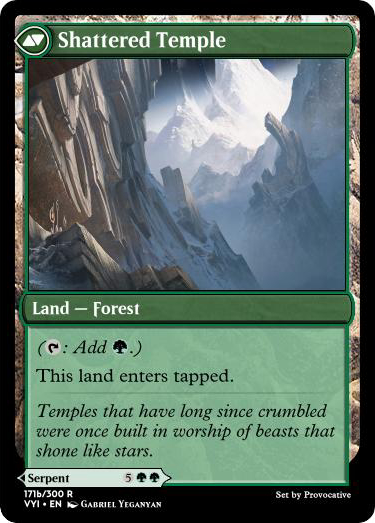 Shattered Temple
Land — Forest
(: Add .)
This land enters tapped.
Temples that have long since crumbled
were once built in worship of beasts that
shone like stars.
Serpent 5
171b/300 R
VYI • EN Gabriel Yeganyan
Set by Provocative